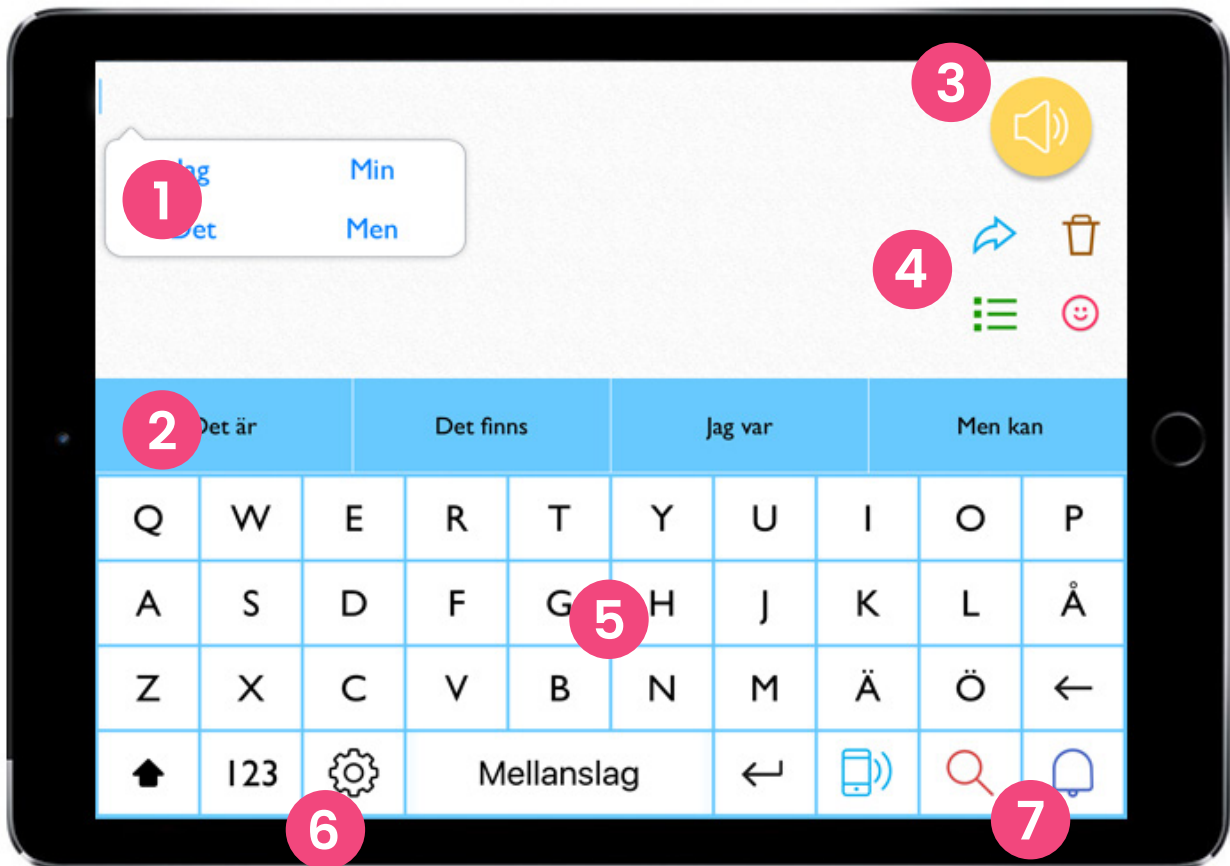 3
Jag Min
1
Det Men
4
2 Det är Det finns Jag var Men kan
Q W E R T Y U I O P
A S D F G H J K L Å
5
Z X C V B N M Ä Ö
123 Mellanslag
6 7